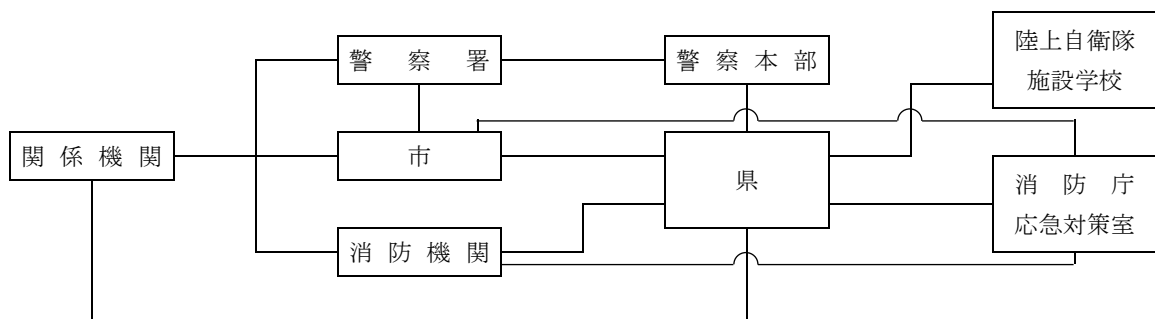 陸上自衛隊
施設学校
警察署
警察本部
関係機関
市
県
消防庁
応急対策室
消防機関